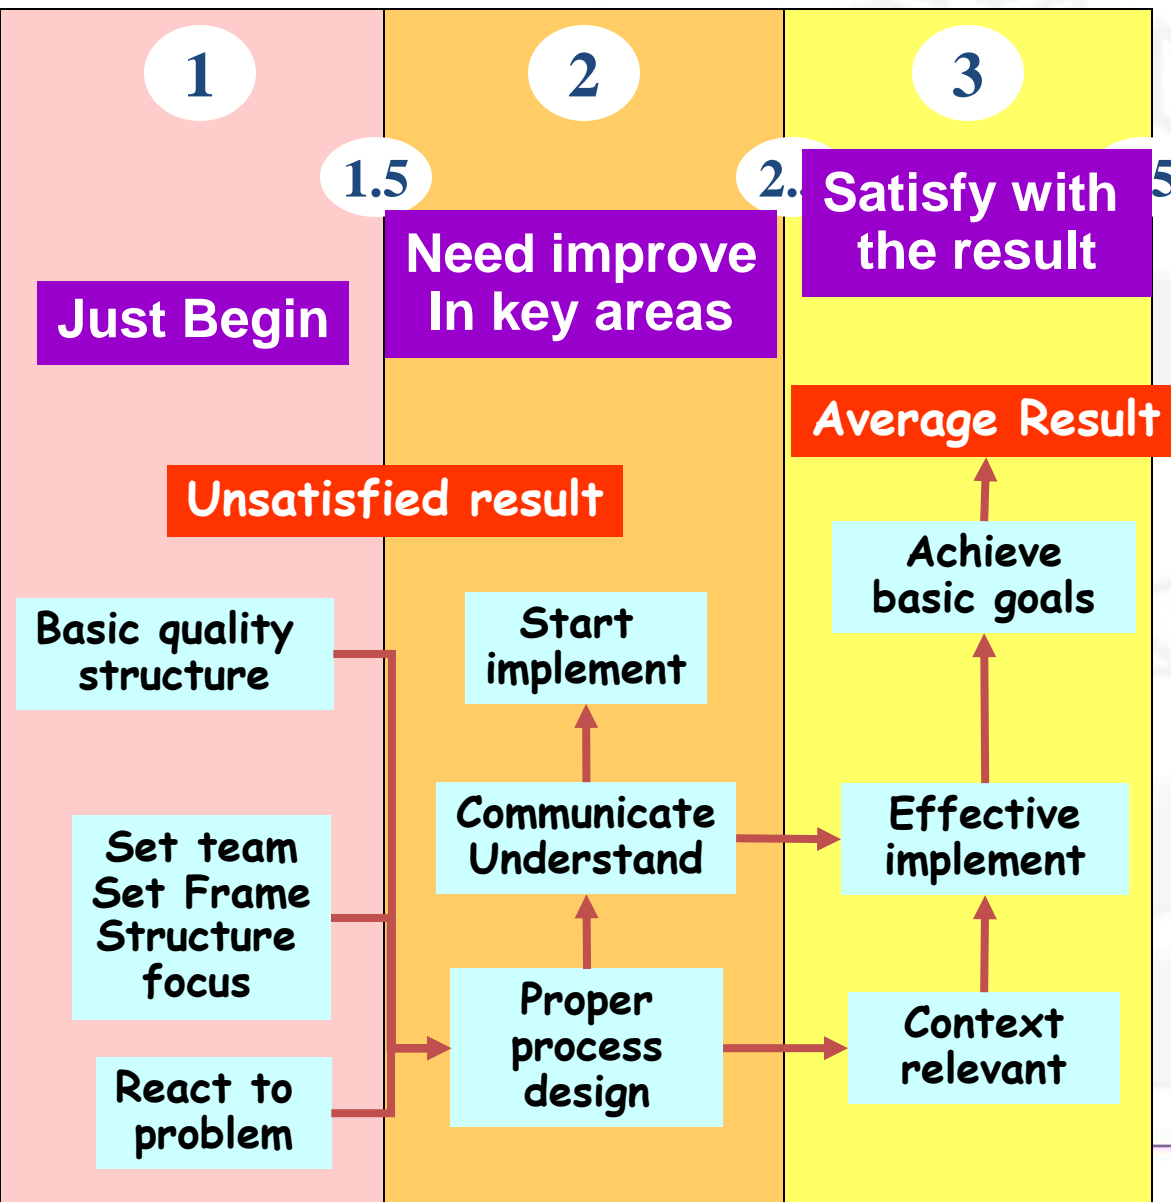 1
2
3
1.5
2.
5
Just Begin
Need improve
In key areas
Satisfy with
the result
Unsatisfied result
Average Result
Basic quality
structure
Set team
Set Frame
Structure
focus
React to
problem
Start
implement
Communicate
Understand
Proper
process
design
Achieve
basic goals
Effective
implement
Context
relevant